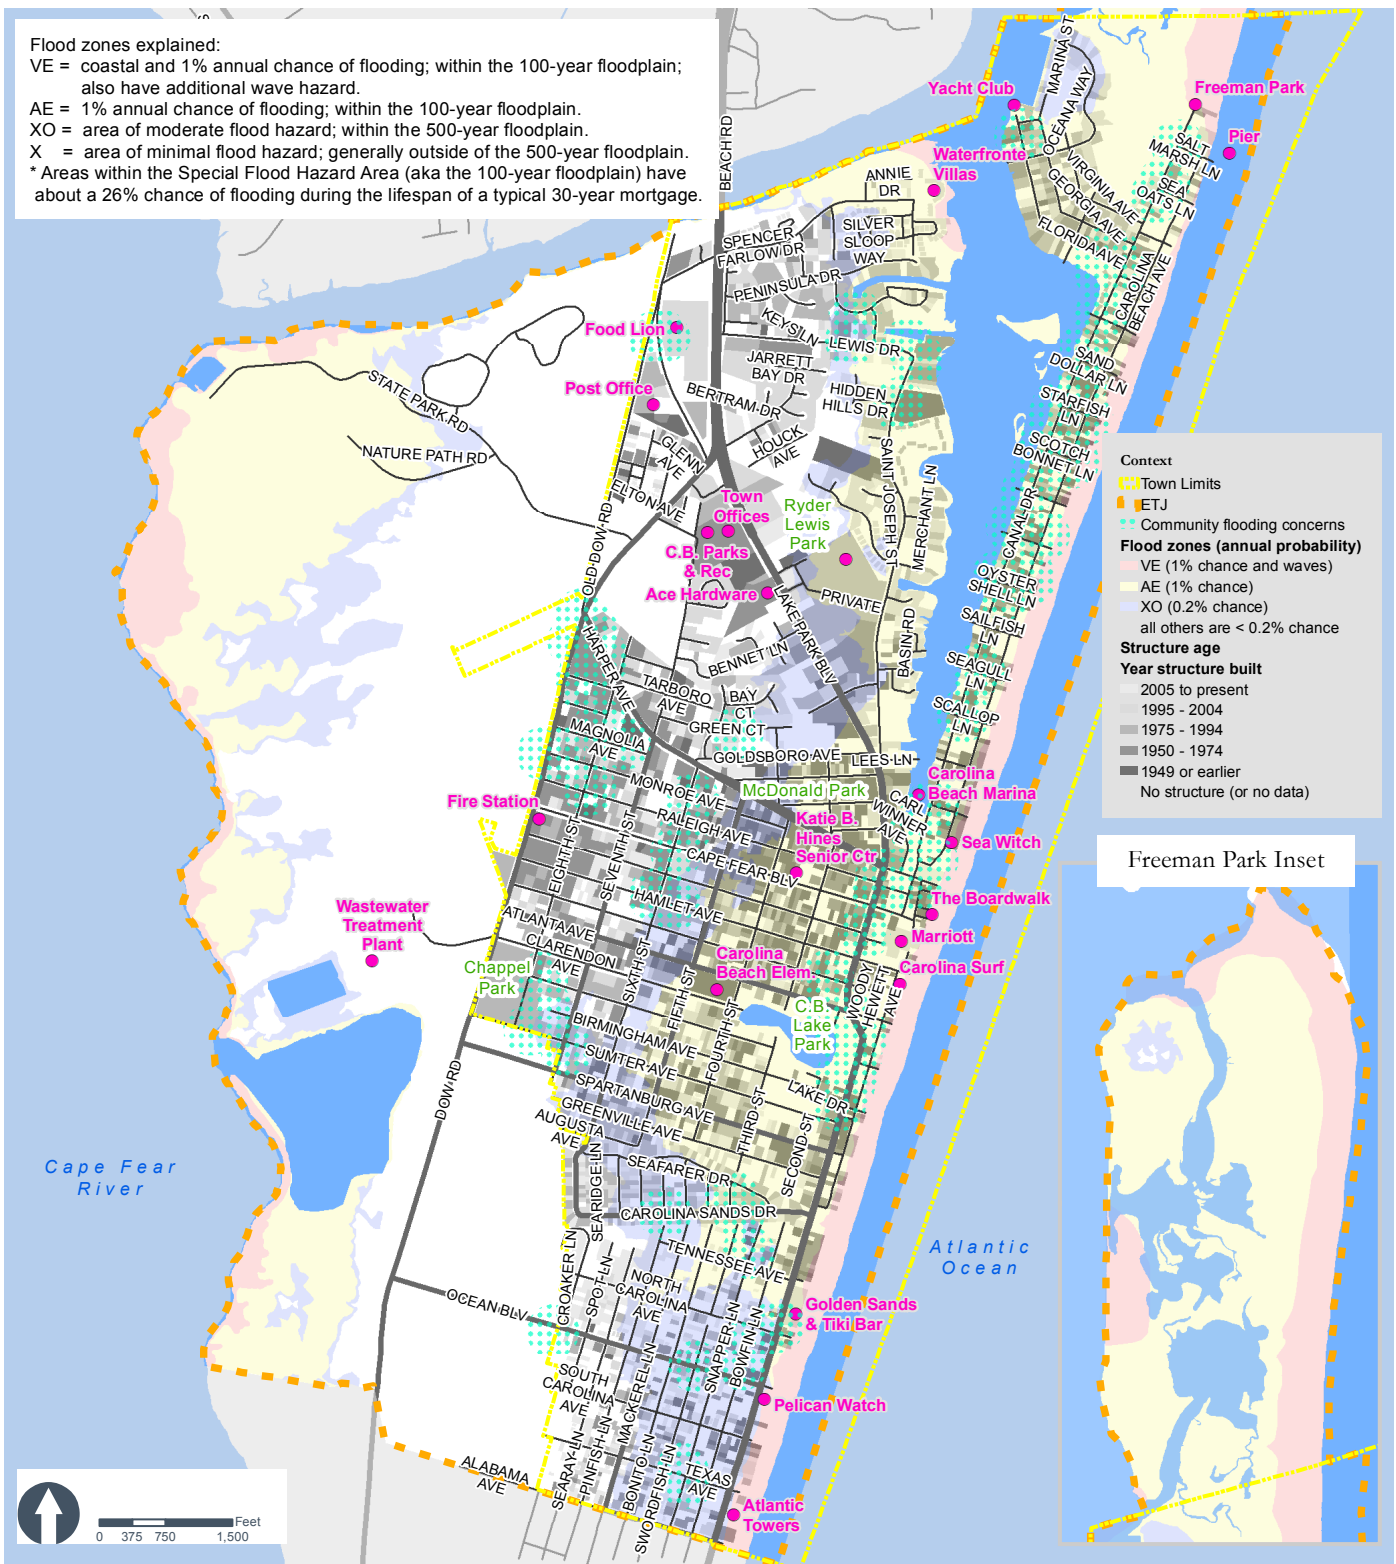 Flood zones explained:
VE = coastal and 1% annual chance of flooding; within the 100-year floodplain;
also have additional wave hazard.
AE = 1% annual chance of flooding; within the 100-year floodplain.
XO = area of moderate flood hazard; within the 500-year floodplain.
X = area of minimal flood hazard; generally outside of the 500-year floodplain.
* Areas within the Special Flood Hazard Area (aka the 100-year floodplain) have
about a 26% chance of flooding during the lifespan of a typical 30-year mortgage.
BEACH RD
MARINA ST
OCEANA WAY
Yacht Club
Freeman Park
Pier
SALT
MARSH LN
SEA
OATS LN
VIRGINIA AVE
GEORGIA AVE
FLORIDA AVE
CAROLINA
BEACH AVE
Waterfronte
Villas
ANNIE
DR
SILVER
SLOOP
WAY
SPENCER
FARLOW DR
PENINSULA DR
KEYS LN
LEWIS DR
JARRETT
BAY DR
HIDDEN
HILLS DR
Food Lion
Post Office
BERTRAM DR
HOUCK
AVE
GLENN
AVE
ELTON AVE
STATE PARK RD
NATURE PATH RD
SAND
DOLLAR LN
STARFISH
LN
SCOTCH
BONNET LN
CANAL DR
OYSTER
SHELL LN
SAILFISH
LN
SEAGULL
LN
SCALLOP
LN
SAINT JOSEPH ST
MERCHANT LN
BASIN RD
Town
Offices
Ryder
Lewis
Park
C.B. Parks
& Rec
Ace Hardware
PRIVATE
LAKE PARK BLV
OLD DOW RD
HARPER AVE
BENNET LN
TARBORO
AVE
BAY
CT
GREEN CT
MAGNOLIA
AVE
GOLDSBORO AVE
LEES LN
MONROE AVE
McDonald Park
RALEIGH AVE
CARL
WINNER
AVE
Carolina
Beach Marina
Katie B.
Hines
Senior Ctr
Sea Witch
CAPE FEAR BLV
Fire Station
EIGHTH ST
SEVENTH ST
HAMLET AVE
The Boardwalk
Marriott
Carolina Surf
ATLANTA AVE
CLARENDON
AVE
SIXTH ST
FIFTH ST
FOURTH ST
Carolina
Beach Elem.
WOODY
HEWETT
AVE
C.B.
Lake
Park
Wastewater
Treatment
Plant
Chappel
Park
BIRMINGHAM AVE
SUMTER AVE
SPARTANBURG AVE
GREENVILLE AVE
AUGUSTA
AVE
LAKE DR
THIRD ST
SECOND ST
DOW RD
SEAFARER DR
SEARIDGE LN
CAROLINA SANDS DR
TENNESSEE AVE
CROAKER LN
SPOT LN
NORTH
CAROLINA
AVE
OCEAN BLV
SNAPPER LN
BOWFIN LN
Golden Sands
& Tiki Bar
SOUTH
CAROLINA
AVE
MACKEREL LN
Pelican Watch
SEARAY LN
PINFISH LN
BONITO LN
SWORDFISH LN
TEXAS
AVE
ALABAMA
AVE
Atlantic
Towers
Cape Fear
River
Atlantic
Ocean
Context
Town Limits
ETJ
Community flooding concerns
Flood zones (annual probability)
VE (1% chance and waves)
AE (1% chance)
XO (0.2% chance)
all others are < 0.2% chance
Structure age
Year structure built
2005 to present
1995 - 2004
1975 - 1994
1950 - 1974
1949 or earlier
No structure (or no data)
Freeman Park Inset
Feet
0 375 750 1,500